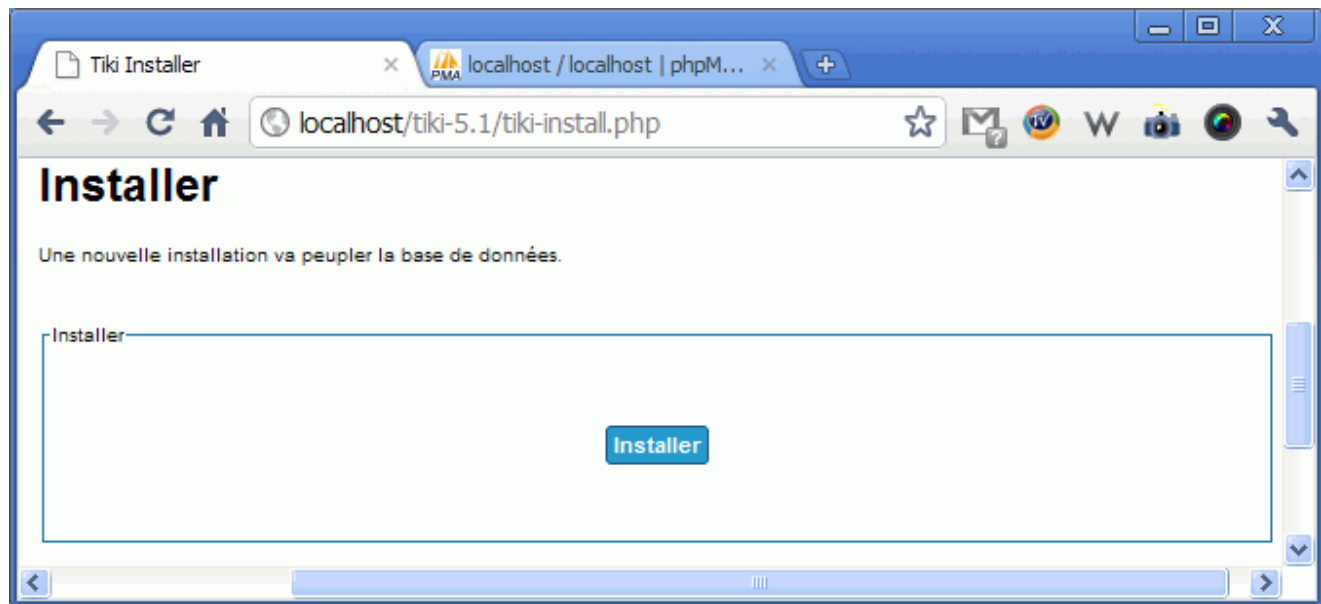 Tiki Installer
PMA localhost / localhost | phpM...
localhost/tiki-5.1/tiki-install.php
Installer
Une nouvelle installation va peupler la base de données.
Installer
Installer